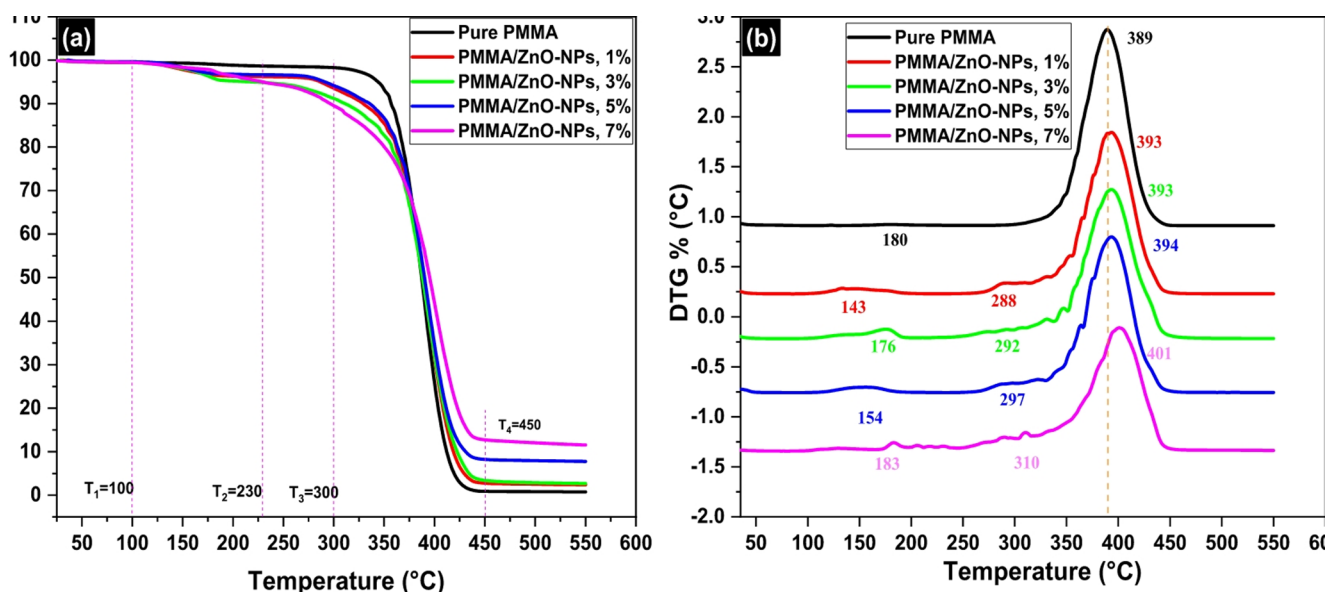 (a)
Pure PMMA
PMMA/ZnO-NPs, 1%
PMMA/ZnO-NPs, 3%
PMMA/ZnO-NPs, 5%
PMMA/ZnO-NPs, 7%
110
100
90
80
70
60
50
40
30
20
10
0
T₁=100
T₂=230
T₃=300
T₄=450
50 100 150 200 250 300 350 400 450 500 550 600
Temperature (°C)
(b)
Pure PMMA
PMMA/ZnO-NPs, 1%
PMMA/ZnO-NPs, 3%
PMMA/ZnO-NPs, 5%
PMMA/ZnO-NPs, 7%
DTG % (°C)
3.0
2.5
2.0
1.5
1.0
0.5
0.0
-0.5
-1.0
-1.5
-2.0
389
393
393
180
394
143
288
176
292
401
297
154
183
310
50 100 150 200 250 300 350 400 450 500 550
Temperature (°C)